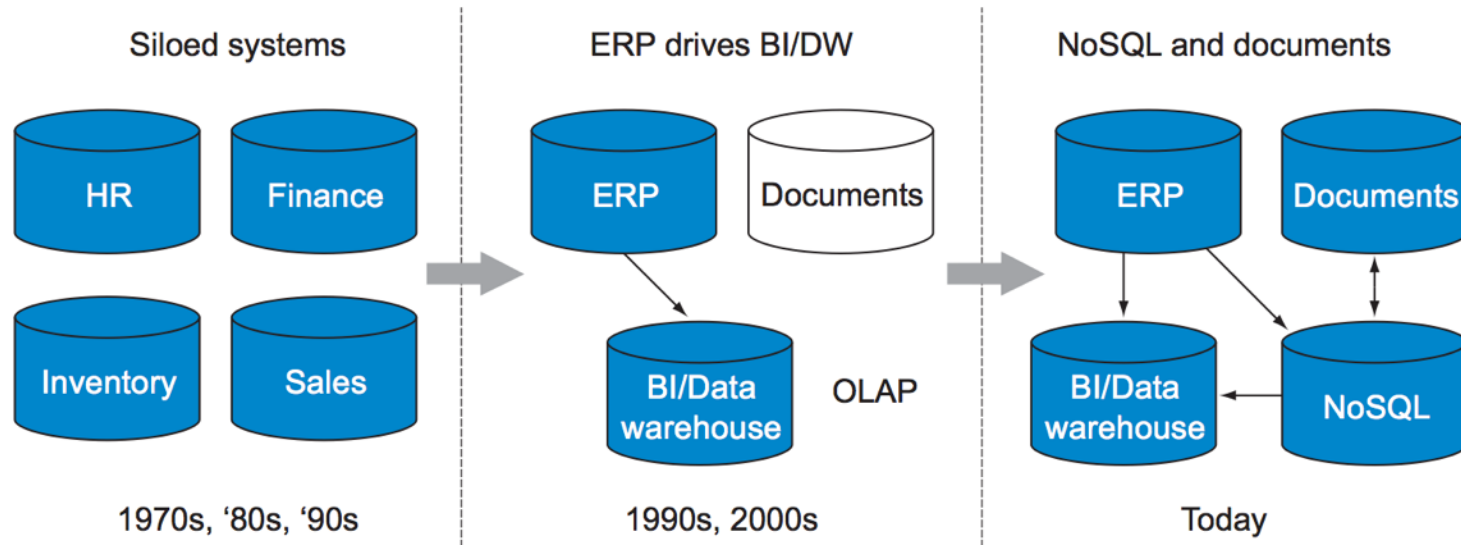 Siloed systems
HR
Finance
Inventory
Sales
1970s, ‘80s, ‘90s
ERP drives BI/DW
ERP
Documents
BI/Data
warehouse
OLAP
1990s, 2000s
NoSQL and documents
ERP
Documents
BI/Data
warehouse
NoSQL
Today